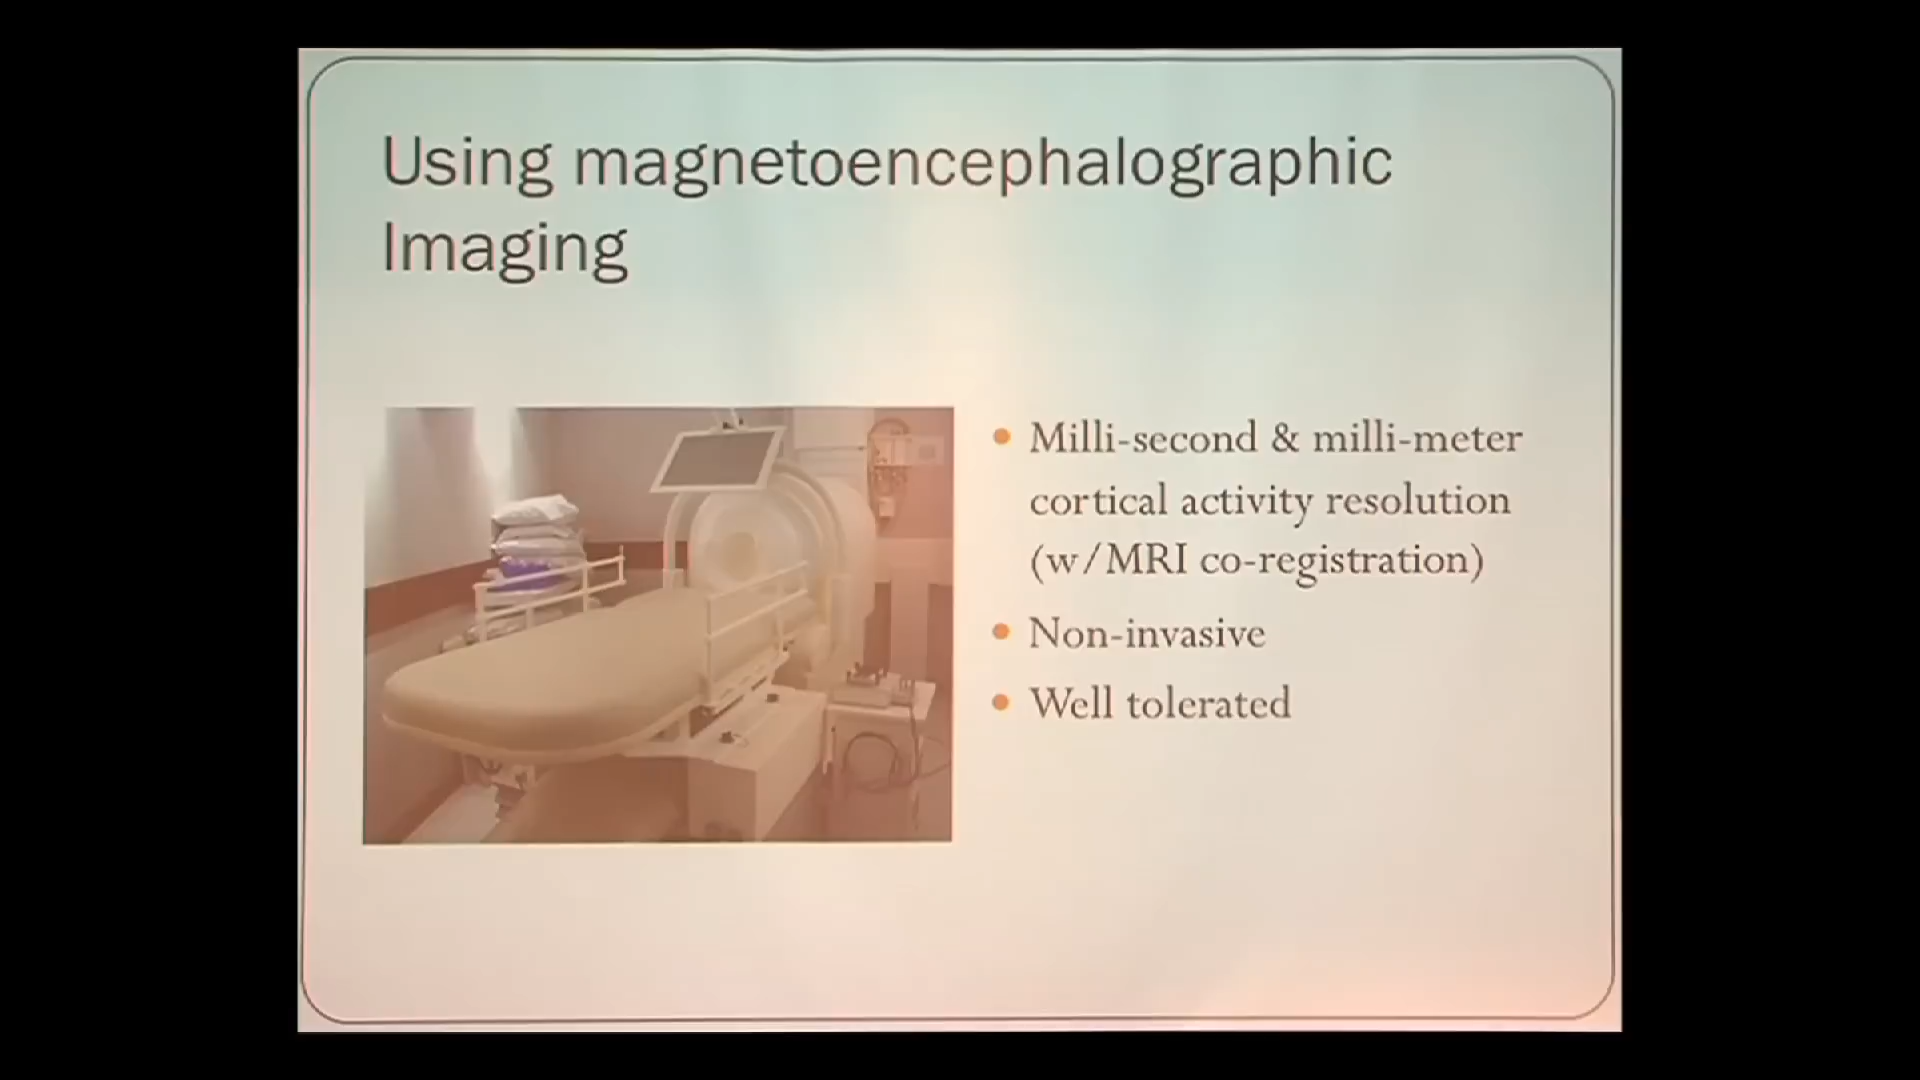 Using magnetoencephalographic
Imaging
Milli-second & milli-meter
cortical activity resolution
(w/MRI co-registration)
Non-invasive
Well tolerated